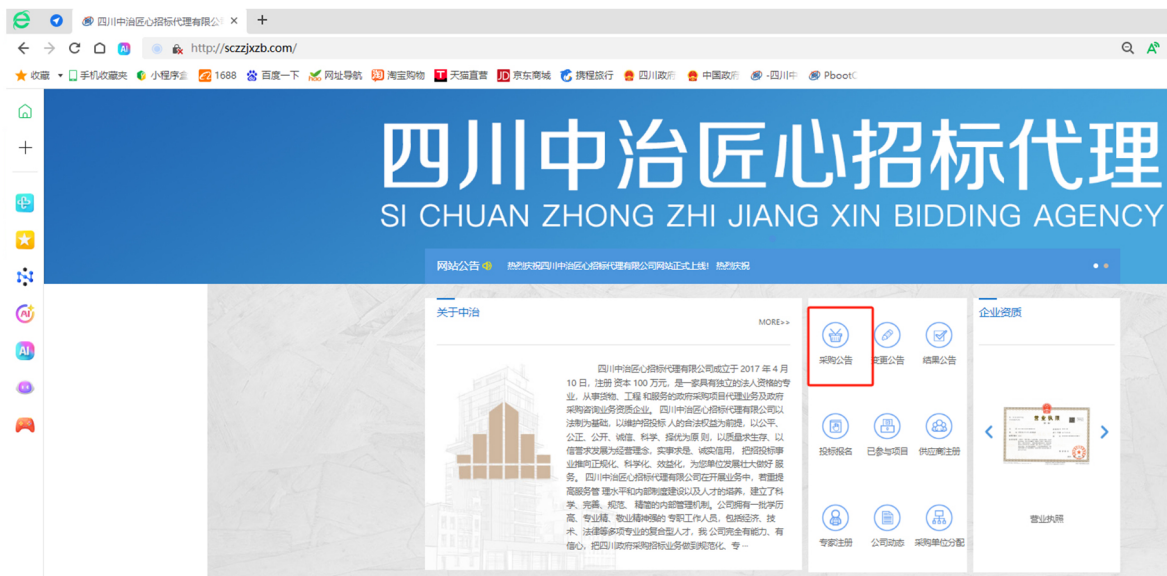 四川中治匠心招标代理有限公
http://sczzjxzb.com/
收藏 手机收藏夹 小程序盒 1688 百度一下 网址导航 淘宝购物 天猫直营 京东商城 携程旅行 四川政府 中国政府 -四川中 PbootC
四川中治匠心招标代理
SI CHUAN ZHONG ZHI JIANG XIN BIDDING AGENCY
网站公告 热烈庆祝四川中治匠心招标代理有限公司网站正式上线! 热烈庆祝
关于中治
MORE>>
四川中治匠心招标代理有限公司成立于 2017 年 4 月
10 日，注册 资本 100 万元，是一家具有独立的法人资格的专
业，从事货物、工程 和服务的政府采购项目代理业务及政府
采购咨询业务资质企业。 四川中治匠心招标代理有限公司以
法制为基础，以维护招投标 人的合法权益为前提，以公平、
公正、公开、诚信、科学、择优为原 则，以质量求生存、以
信誉求发展为经营理念、实事求是、诚实信用， 把招投标事
业推向正规化、科学化、效益化，为您单位发展壮大做好 服
务。 四川中治匠心招标代理有限公司在开展业务中，着重提
高服务管 理水平和内部制度建设以及人才的培养，建立了科
学、完善、规范、 精简的内部管理机制。公司拥有一批学历
高、专业精、敬业精神强的 专职工作人员，包括经济、技
术、法律等多项专业的复合型人才，我 公司完全有能力、有
信心，把四川政府采购招标业务做到规范化、专 ···
采购公告 变更公告 结果公告
投标报名 已参与项目 供应商注册
专家注册 公司动态 采购单位分配
企业资质
营业执照
营业执照